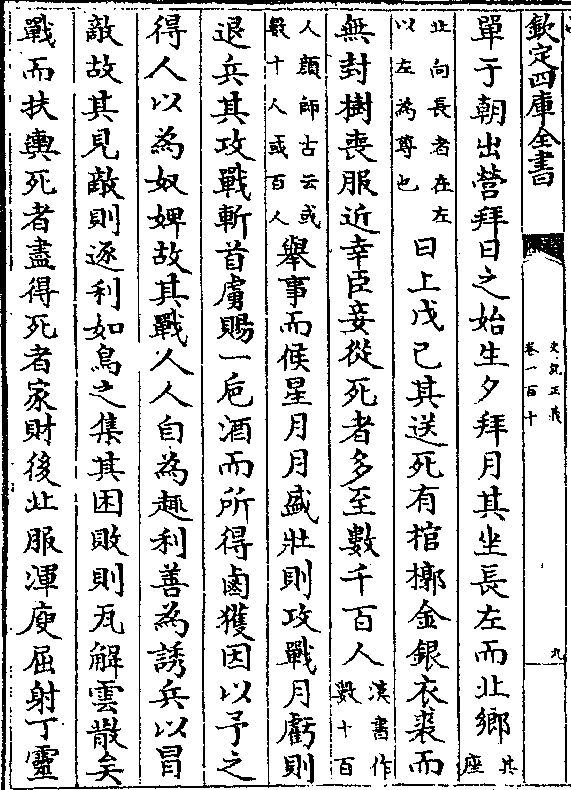 欽定四庫全書
史記正義
卷一百十
九
單于朝出營拜日之始生夕拜月其坐長左而北鄉其
座
北向長者在左
以左為尊也
日上戊己其送死有棺槨金銀衣裘而
無封樹喪服近幸臣妾從死者多至數千百人漢書作
數十百
人顔師古云或
數十人或百人
舉事而候星月月盛壯則攻戰月虧則
退兵其攻戰斬首虜賜一巵酒而所得鹵獲因以予之
得人以為奴婢故其戰人人自為趣利善為誘兵以冒
敵故其見敵則逐利如鳥之集其困敗則瓦解雲散矣
戰而扶輿死者盡得死者家財後北服渾庾屈射丁靈